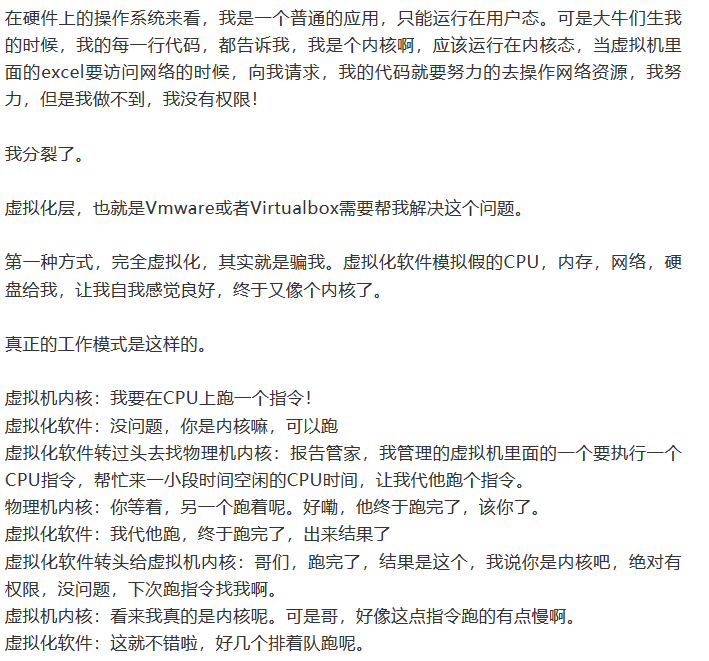 在硬件上的操作系统来看，我是一个普通的应用，只能运行在用户态。可是大牛们生我
的时候，我的每一行代码，都告诉我，我是个内核啊，应该运行在内核态，当虚拟机里
面的excel要访问网络的时候，向我请求，我的代码就要努力的去操作网络资源，我努
力，但是我做不到，我没有权限！
我分裂了。
虚拟化层，也就是Vmware或者Virtualbox需要帮我解决这个问题。
第一种方式，完全虚拟化，其实就是骗我。虚拟化软件模拟假的CPU，内存，网络，硬
盘给我，让我自我感觉良好，终于又像个内核了。
真正的工作模式是这样的。
虚拟机内核：我要在CPU上跑一个指令！
虚拟化软件：没问题，你是内核嘛，可以跑
虚拟化软件转过头去找物理机内核：报告管家，我管理的虚拟机里面的一个要执行一个
CPU指令，帮忙来一小段时间空闲的CPU时间，让我代他跑个指令。
物理机内核：你等着，另一个跑着呢。好嘞，他终于跑完了，该你了。
虚拟化软件：我代他跑，终于跑完了，出来结果了
虚拟化软件转头给虚拟机内核：哥们，跑完了，结果是这个，我说你是内核吧，绝对有
权限，没问题，下次跑指令找我啊。
虚拟机内核：看来我真的是内核呢。可是哥，好像这点指令跑的有点慢啊。
虚拟化软件：这就不错啦，好几个排着队跑呢。